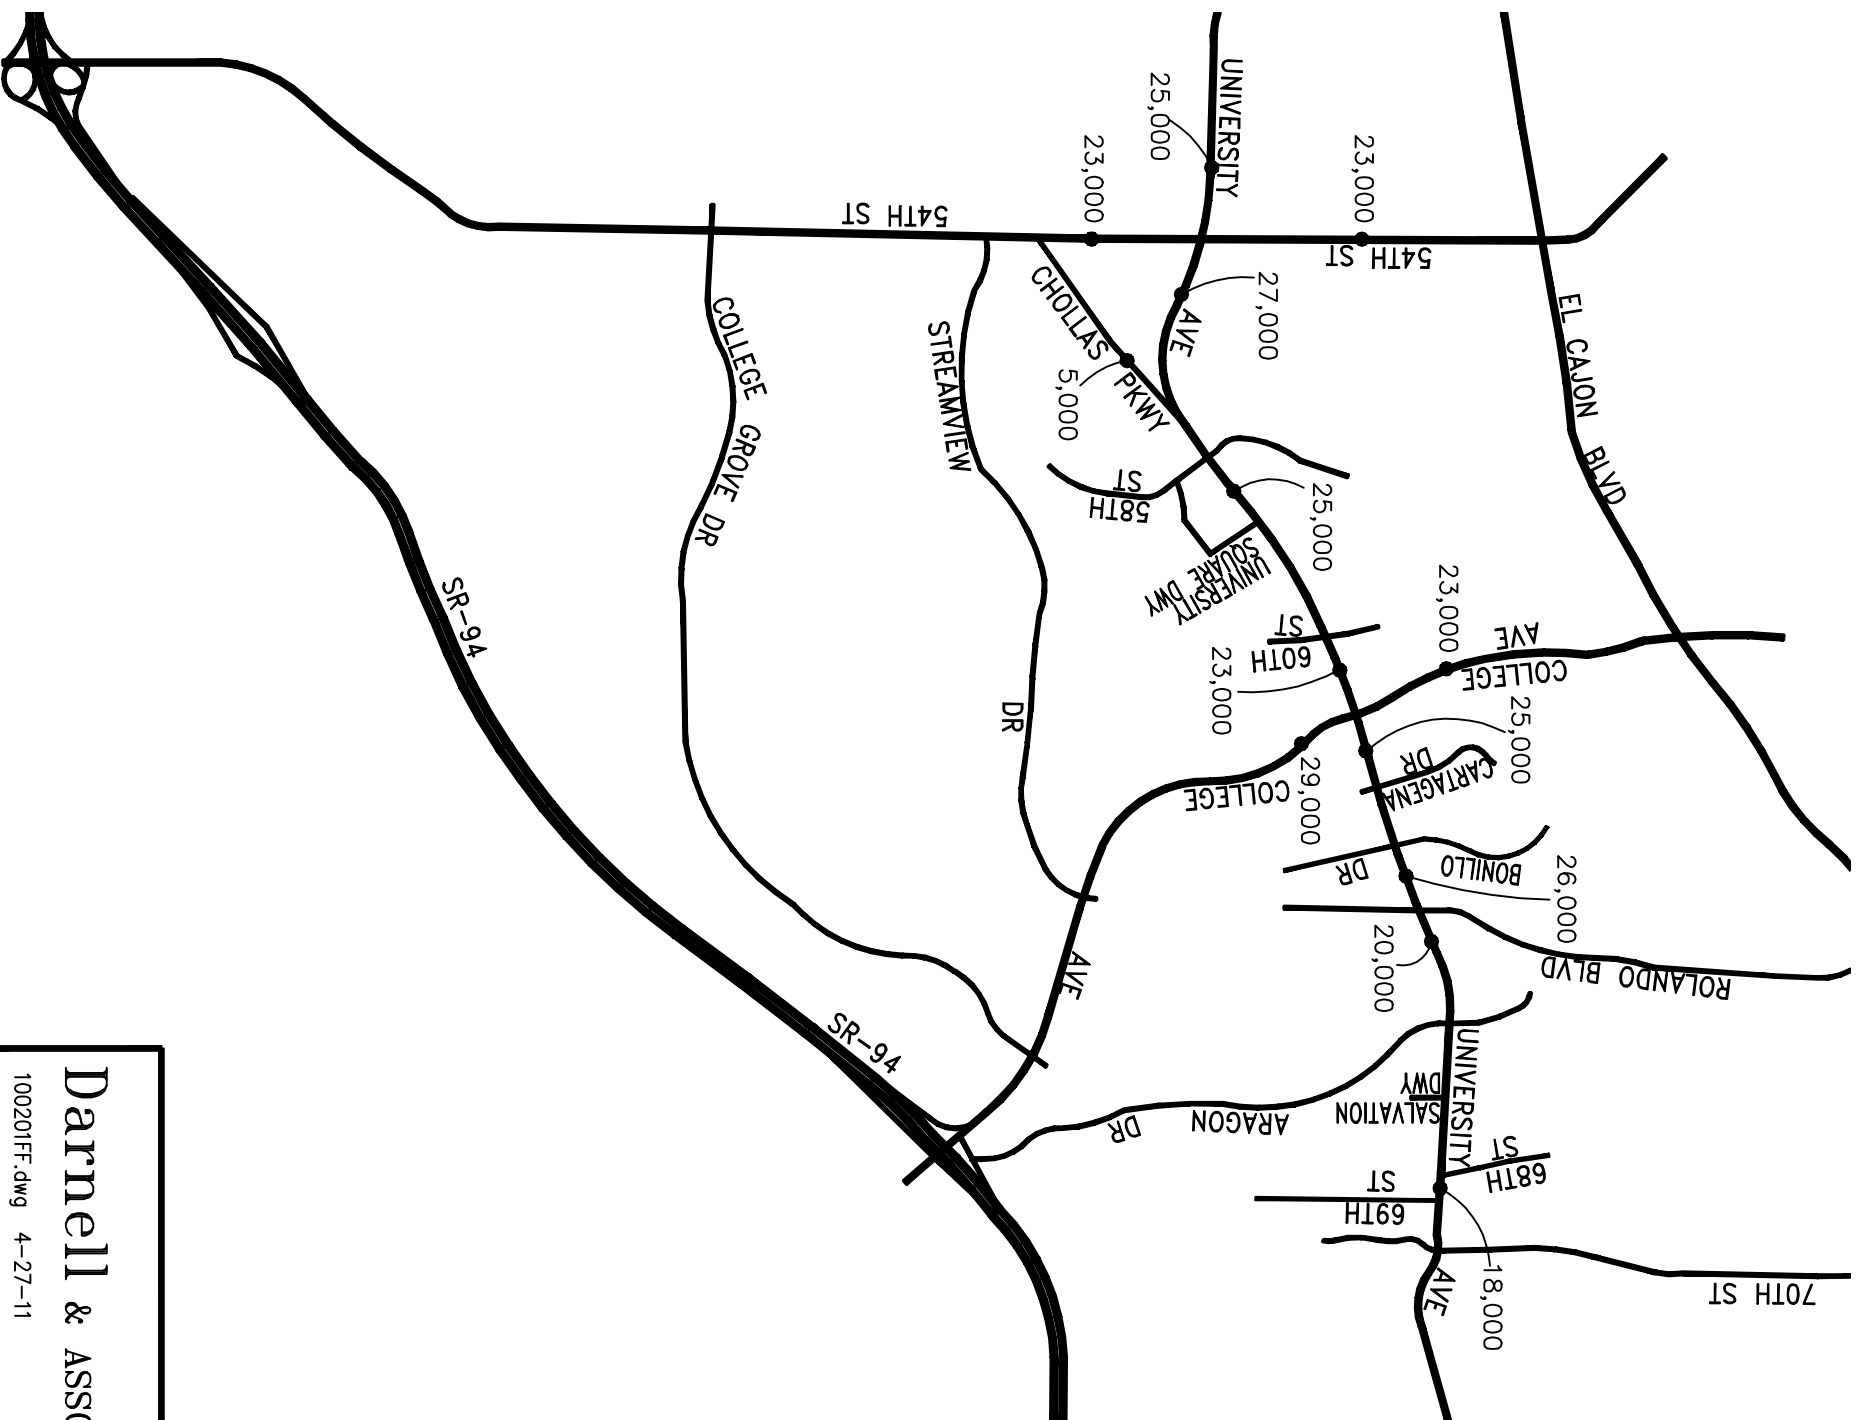 UNIVERSITY
25,000
23,000
23,000
54TH ST
54TH ST
27,000
AVE
CHOLLAS
PKWY
5,000
COLLEGE
GROVE
DR
STREAMVIEW
DR
EL CAJON
BLVD
ST
58TH
25,000
UNIVERSITY
SQUARE DWY
SR-94
ST
60TH
23,000
23,000
AVE
COLLEGE
25,000
DR
CARTAGENA
29,000
COLLEGE
DR
BONILLO
26,000
20,000
ROLANDO BLVD
AVE
SR-94
UNIVERSITY
DWY
SALVATION
ARAGON
DR
ST
68TH
ST
69TH
18,000
AVE
70TH ST
Darnell & ASSO
100201FF.dwg 4-27-11